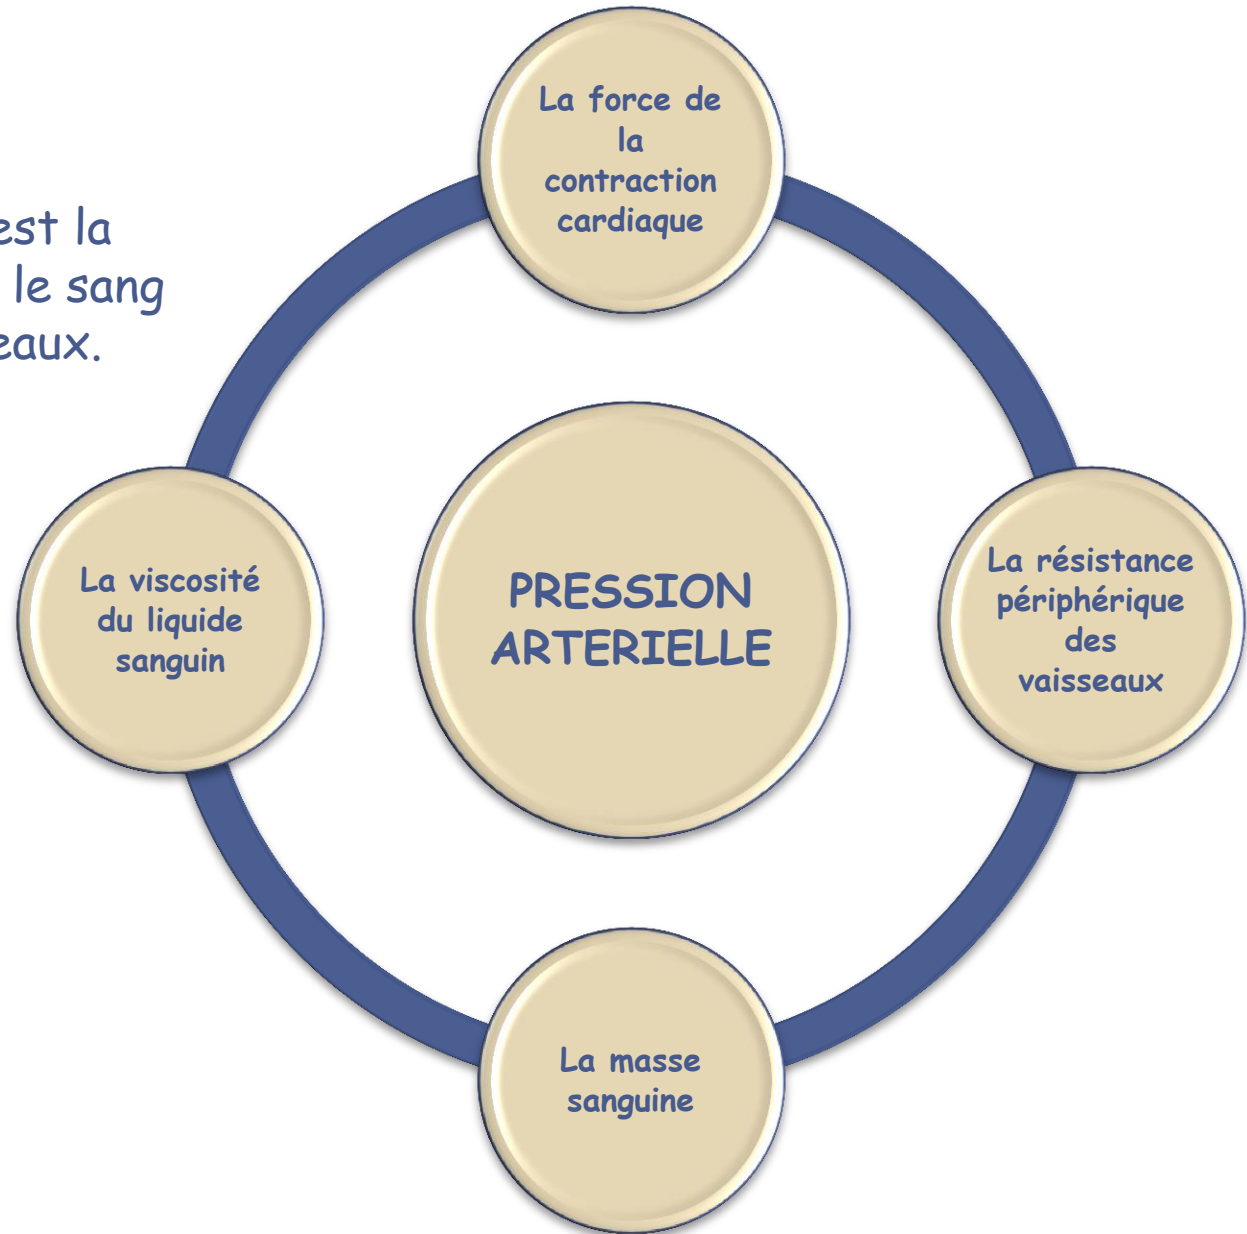 La force de
la
contraction
cardiaque
est la
le sang
eaux.
La viscosité
du liquide
sanguin
PRESSION
ARTERIELLE
La résistance
périphérique
des
vaisseaux
La masse
sanguine